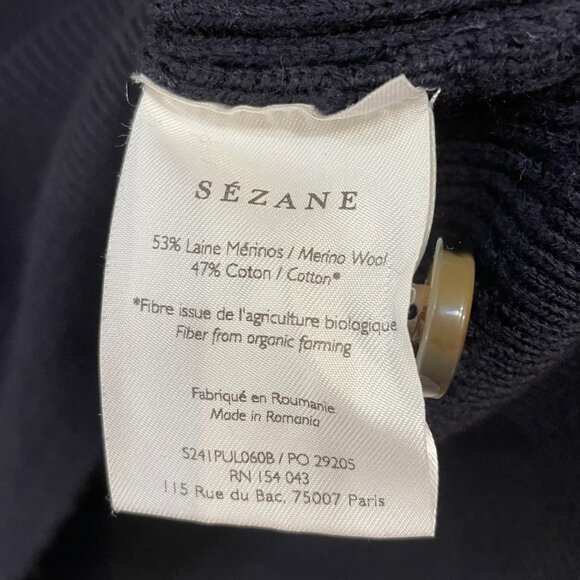 SÉZANE
53% Laine Mérinos / Merino Wool
47% Coton / Cotton*
*Fibre issue de l'agriculture biologique
Fiber from organic farming
Fabriqué en Roumanie
Made in Romania
S241PUL060B / PO 29205
RN 154 043
115 Rue du Bac, 75007 Paris